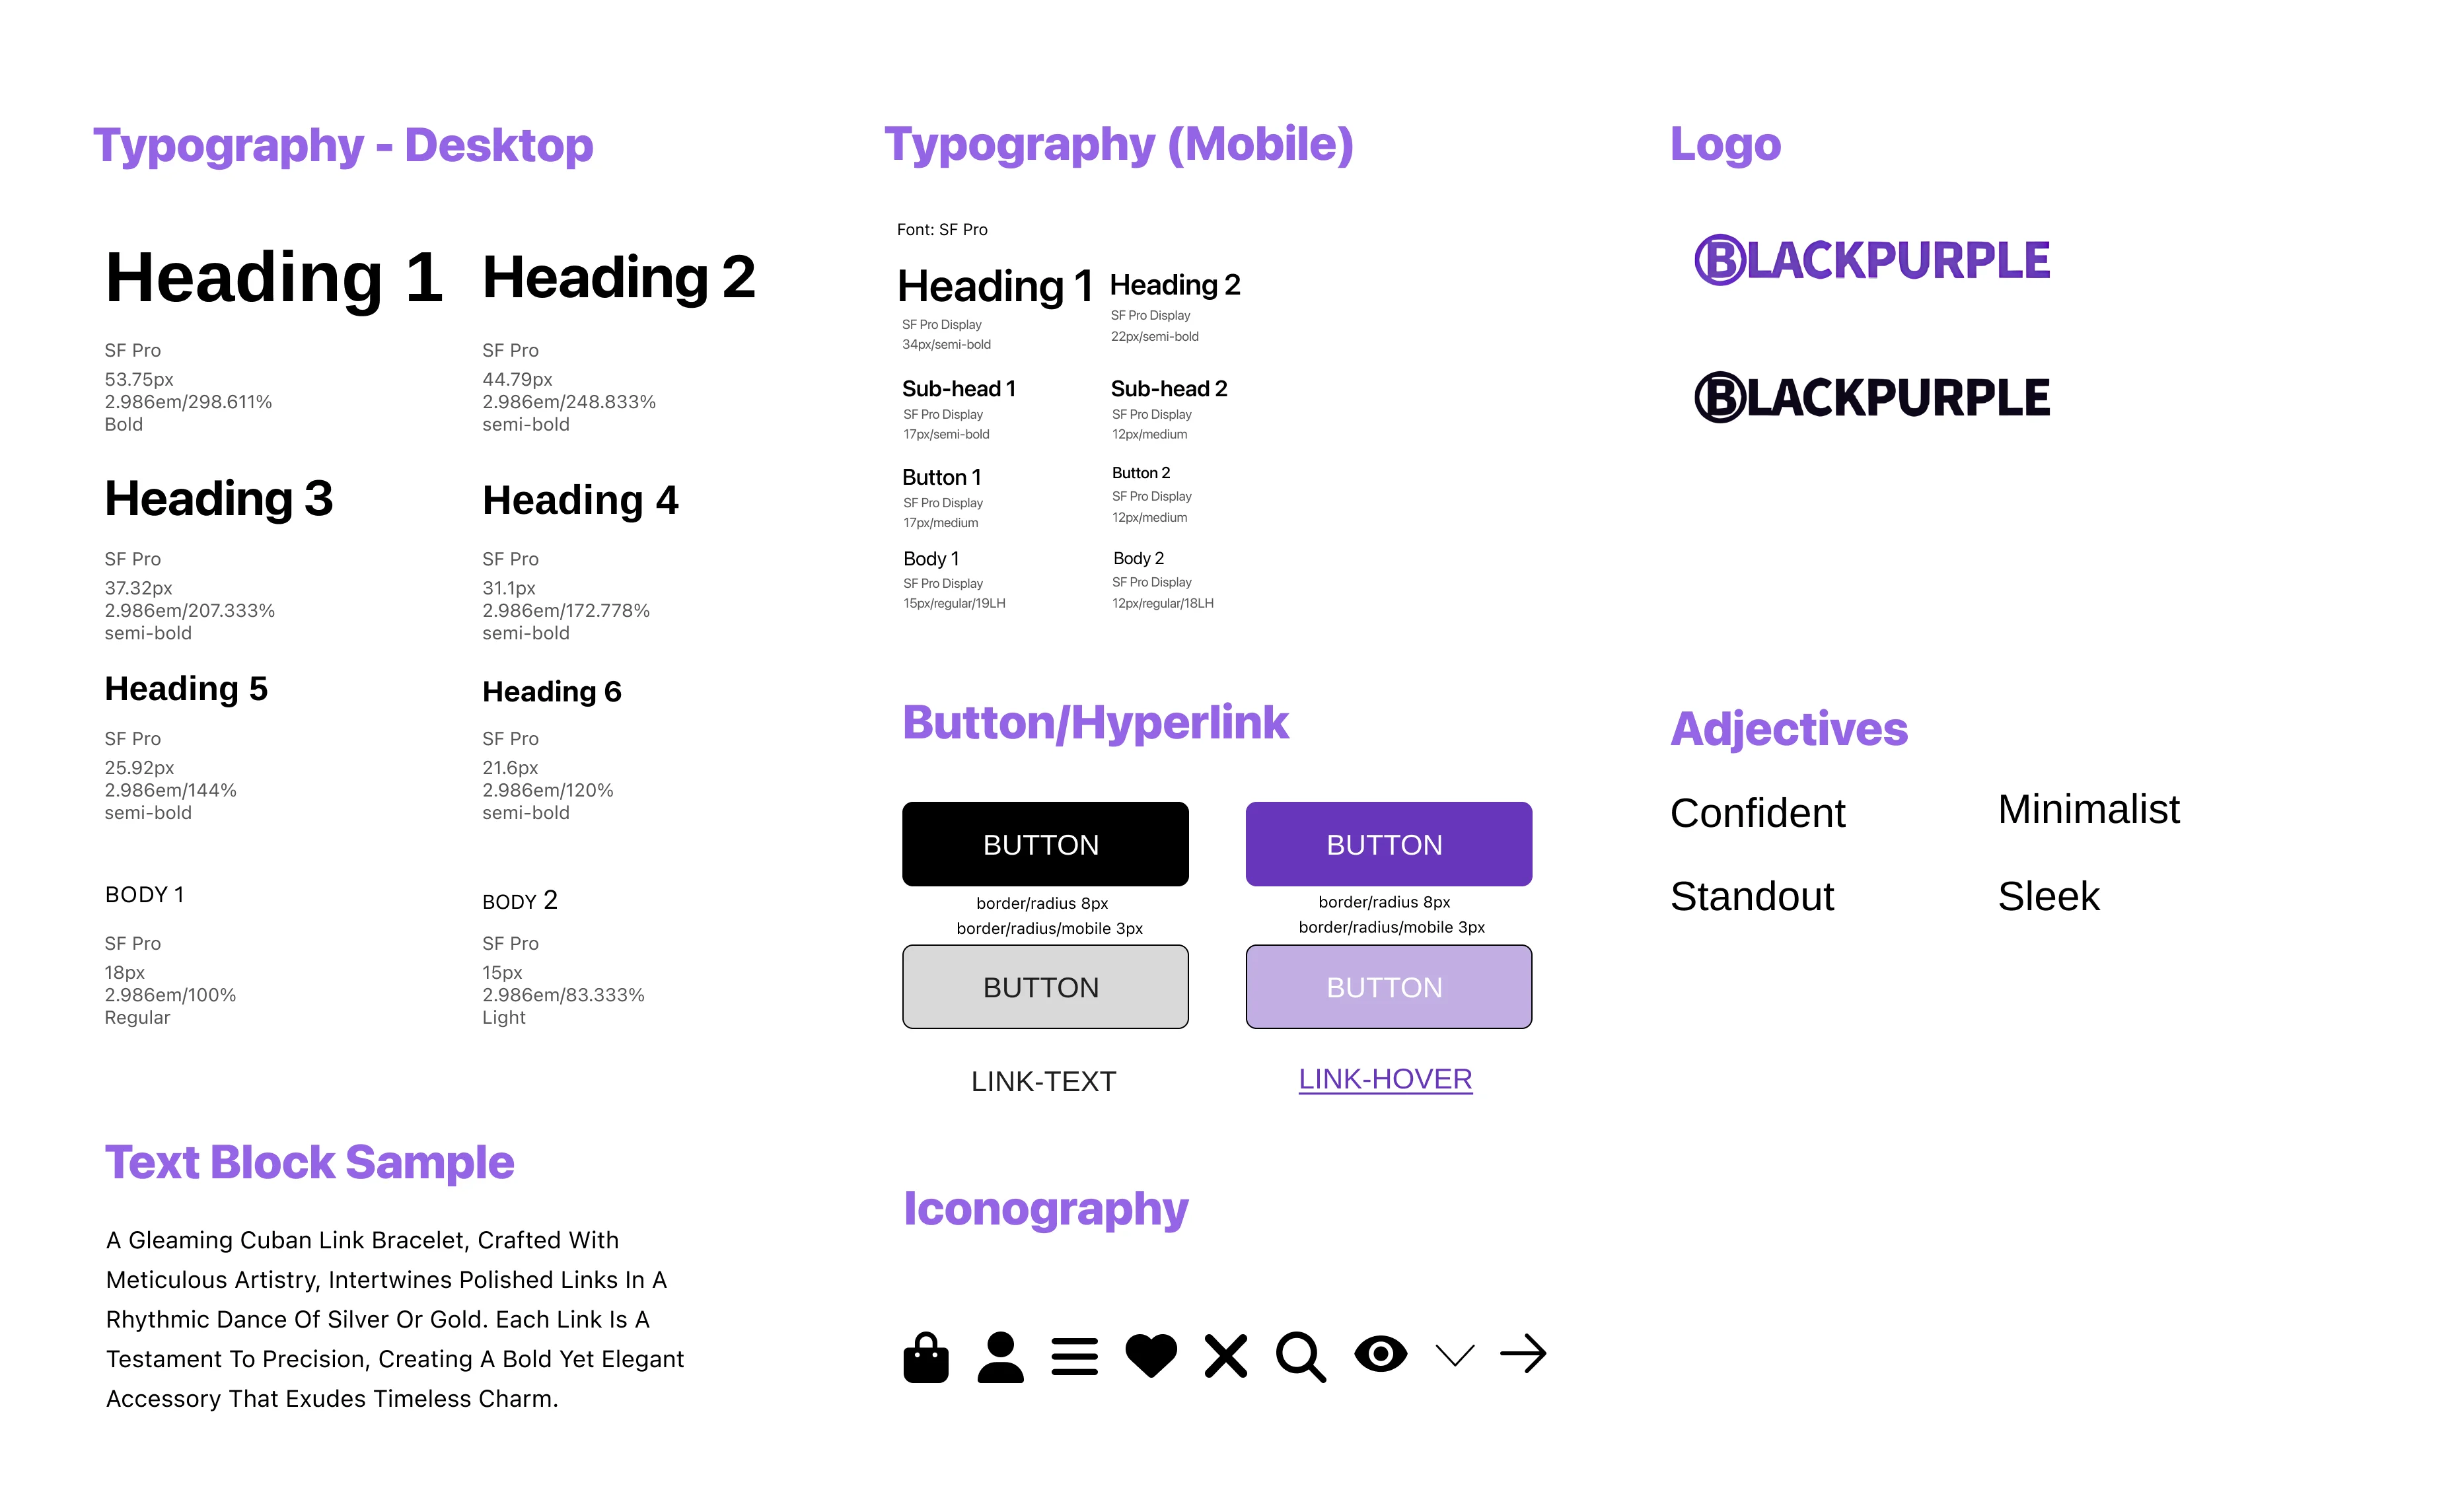 Typography - Desktop
Heading 1
SF Pro
53.75px
2.986em/298.611%
Bold
Heading 2
SF Pro
44.79px
2.986em/248.833%
semi-bold
Heading 3
SF Pro
37.32px
2.986em/207.333%
semi-bold
Heading 4
SF Pro
31.1px
2.986em/172.778%
semi-bold
Heading 5
SF Pro
25.92px
2.986em/144%
semi-bold
Heading 6
SF Pro
21.6px
2.986em/120%
semi-bold
BODY 1
SF Pro
18px
2.986em/100%
Regular
BODY 2
SF Pro
15px
2.986em/83.333%
Light
Text Block Sample
A Gleaming Cuban Link Bracelet, Crafted With
Meticulous Artistry, Intertwines Polished Links In A
Rhythmic Dance Of Silver Or Gold. Each Link Is A
Testament To Precision, Creating A Bold Yet Elegant
Accessory That Exudes Timeless Charm.
Typography (Mobile)
Font: SF Pro
Heading 1
SF Pro Display
34px/semi-bold
Heading 2
SF Pro Display
22px/semi-bold
Sub-head 1
SF Pro Display
17px/semi-bold
Sub-head 2
SF Pro Display
12px/medium
Button 1
SF Pro Display
17px/medium
Button 2
SF Pro Display
12px/medium
Body 1
SF Pro Display
15px/regular/19LH
Body 2
SF Pro Display
12px/regular/18LH
Button/Hyperlink
BUTTON
border/radius 8px
border/radius/mobile 3px
BUTTON
border/radius 8px
border/radius/mobile 3px
BUTTON
BUTTON
LINK-TEXT
LINK-HOVER
Iconography
Logo
BLACKPURPLE
BLACKPURPLE
Adjectives
Confident
Minimalist
Standout
Sleek